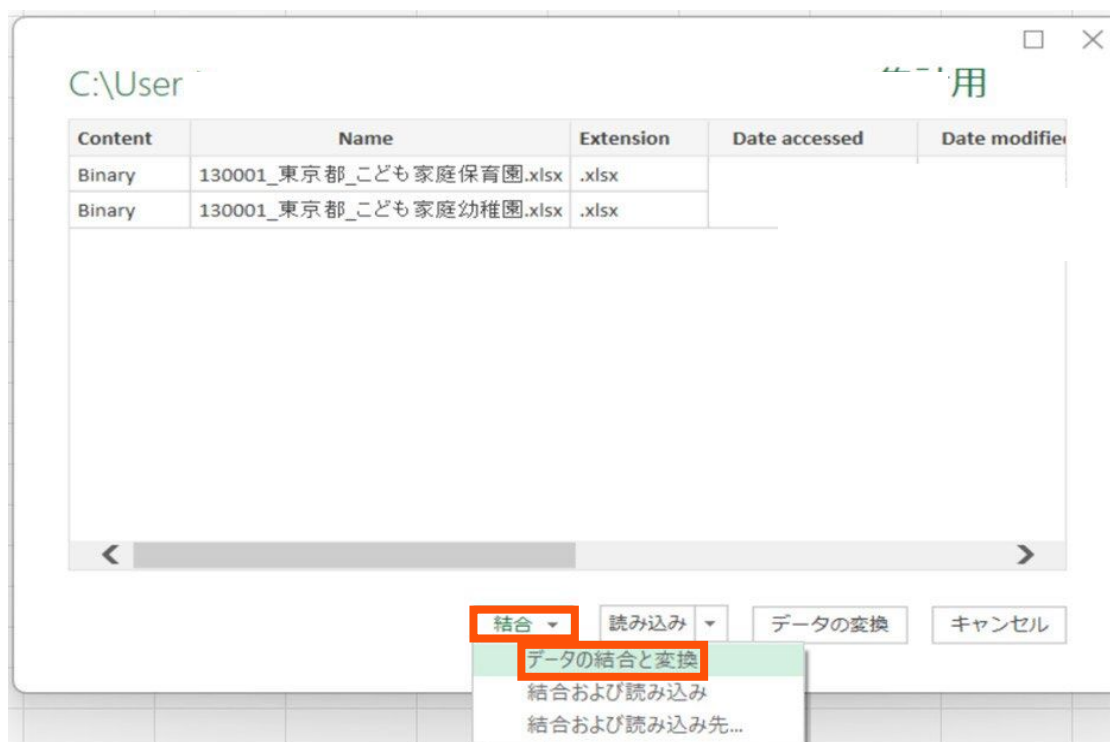 C:\User 用
Content Name Extension Date accessed Date modified
Binary 130001_東京都_こども家庭保育園.xlsx .xlsx
Binary 130001_東京都_こども家庭幼稚園.xlsx .xlsx
結合 読み込み データの変換 キャンセル
データの結合と変換
結合および読み込み
結合および読み込み先...